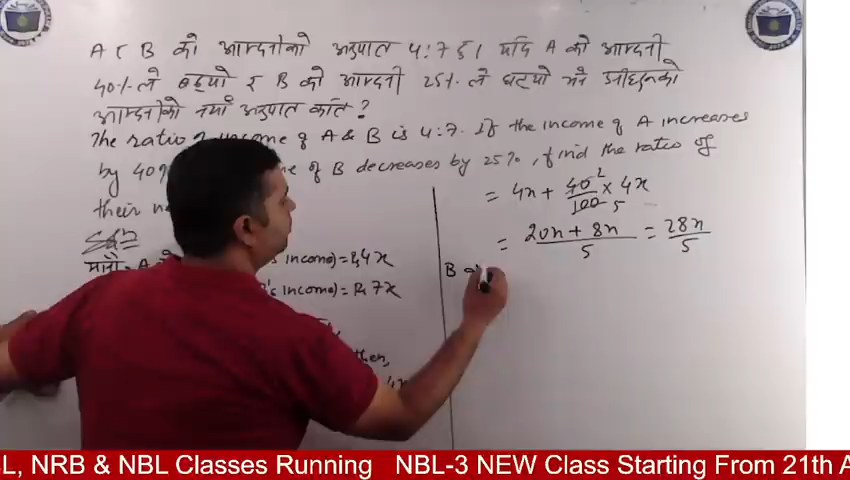 A र B को आम्दानीको अनुपात 4:7 छ। यदि A को आम्दानी
40% ले बढ्यो र B को आम्दानी 25% ले घट्यो भने उनीहरूको
आम्दानीको नयाँ अनुपात कति ?
The ratio of income of A & B is 4:7. If the income of A increases
by 40% of B decreases by 25%, find the ratio of
their
Soln
मानौं A
's income) = Rs 4x
's income) = Rs 7x
then,
= 4x + 40/100 × 4x
2
5
= 20x + 8x / 5 = 28x / 5
B
NRB & NBL Classes Running NBL-3 NEW Class Starting From 21th A